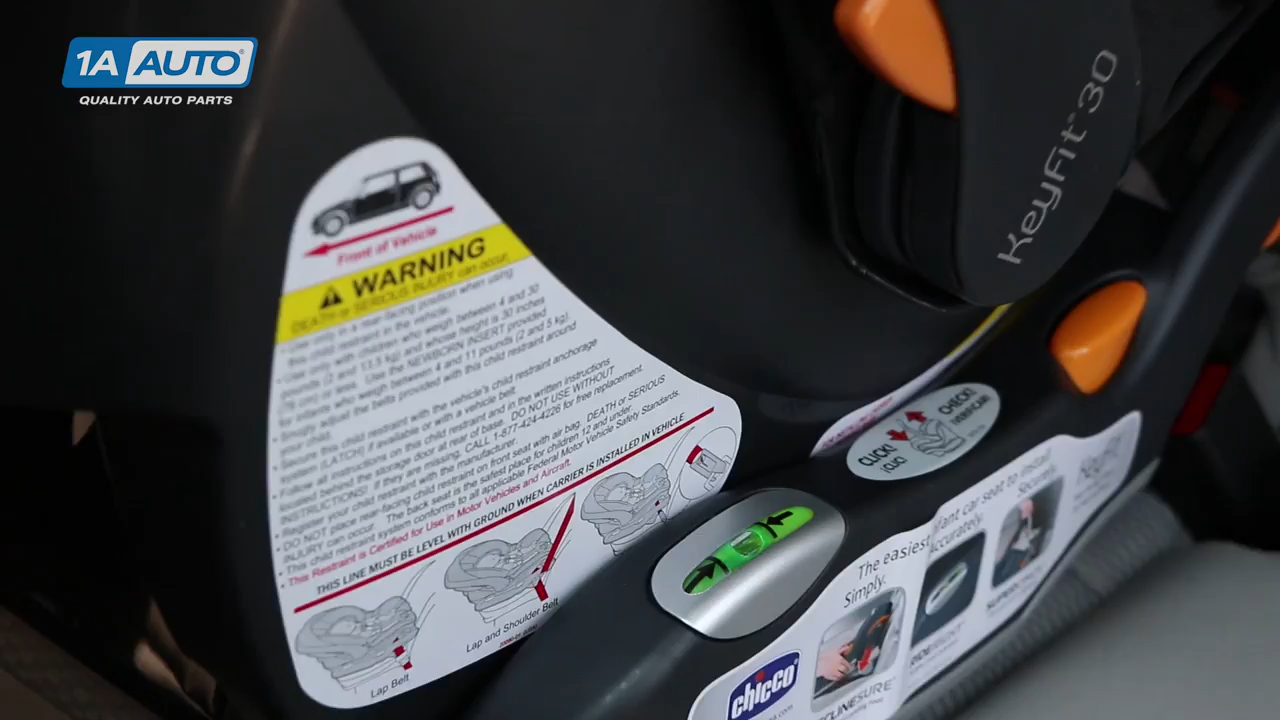 1A AUTO
QUALITY AUTO PARTS
KeyFit 30
Front of Vehicle
WARNING
DEATH or SERIOUS INJURY can occur.
in a rear-facing position when using
this child restraint in the vehicle.
• Use only with children who weigh between 4 and 30
pounds (2 and 13.5 kg) and whose height is 30 inches
(76 cm) or less. Use the NEWBORN INSERT provided
for infants who weigh between 4 and 11 pounds (2 and 5 kg).
• Snugly adjust the belts provided with this child restraint around
your child.
this child restraint with the vehicle's child restraint anchorage
system (LATCH) if available or with a vehicle belt.
• Follow all instructions on this child restraint and in the written instructions
located behind the storage door at rear of base. DO NOT USE WITHOUT
INSTRUCTIONS! If they are missing, CALL 1-877-424-4226 for free replacement.
• Register your child restraint with the manufacturer.
• DO NOT place rear-facing child restraint on front seat with air bag. DEATH or SERIOUS
INJURY can occur. The back seat is the safest place for children 12 and under.
• This child restraint system conforms to all applicable Federal Motor Vehicle Safety Standards.
• This Restraint is Certified for Use in Motor Vehicles and Aircraft.
THIS LINE MUST BE LEVEL WITH GROUND WHEN CARRIER IS INSTALLED IN VEHICLE
Lap Belt
Lap and Shoulder Belt
CLICK!
¡CLIC!
CHECK!
¡VERIFICAR!
The easiest infant car seat to install.
Simply. Accurately. Securely.
chicco